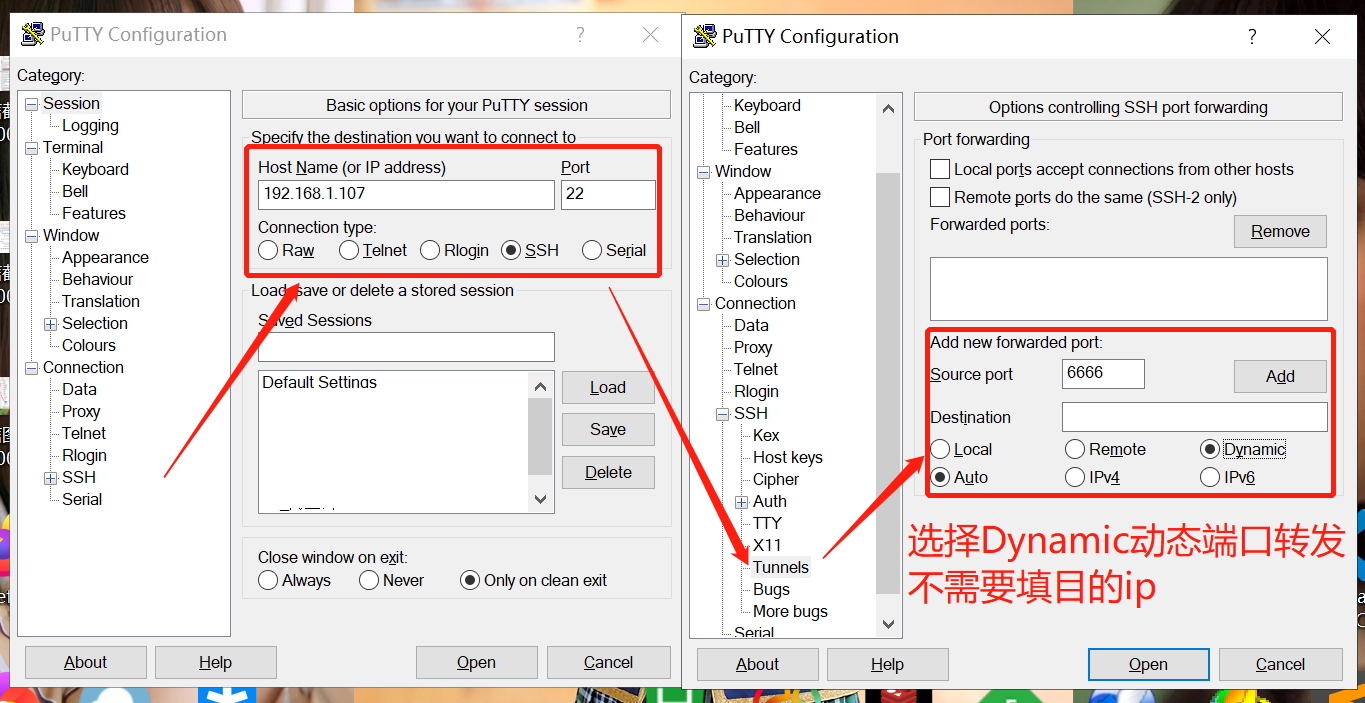 PuTTY Configuration
?
Category:
Session
Logging
Terminal
Keyboard
Bell
Features
Window
Appearance
Behaviour
Translation
Selection
Colours
Connection
Data
Proxy
Telnet
Rlogin
SSH
Serial
Basic options for your PuTTY session
Specify the destination you want to connect to
Host Name (or IP address) Port
192.168.1.107 22
Connection type:
Raw Telnet Rlogin SSH Serial
Load, save or delete a stored session
Saved Sessions
Default Settings
Load
Save
Delete
Close window on exit:
Always Never Only on clean exit
About Help Open Cancel
PuTTY Configuration
?
Category:
Keyboard
Bell
Features
Window
Appearance
Behaviour
Translation
Selection
Colours
Connection
Data
Proxy
Telnet
Rlogin
SSH
Kex
Host keys
Cipher
Auth
TTY
X11
Tunnels
Bugs
More bugs
Serial
Options controlling SSH port forwarding
Port forwarding
Local ports accept connections from other hosts
Remote ports do the same (SSH-2 only)
Forwarded ports: Remove
Add new forwarded port:
Source port 6666 Add
Destination
Local Remote Dynamic
Auto IPv4 IPv6
选择Dynamic动态端口转发
不需要填目的ip
About Help Open Cancel